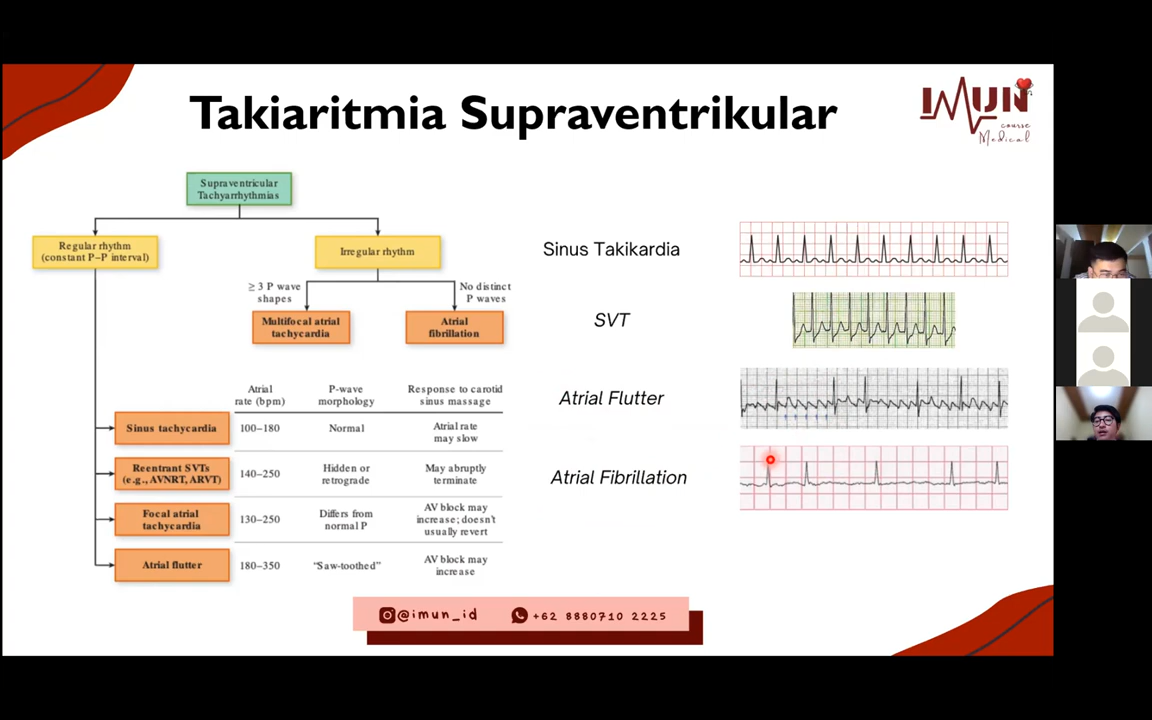 Takiaritmia Supraventrikular
IMUN
course
Medical
Supraventricular
Tachyarrhythmias
Regular rhythm
(constant P–P interval)
Irregular rhythm
≥ 3 P wave
shapes
No distinct
P waves
Multifocal atrial
tachycardia
Atrial
fibrillation
Atrial
rate (bpm)
P-wave
morphology
Response to carotid
sinus massage
Sinus tachycardia
100–180
Normal
Atrial rate
may slow
Reentrant SVTs
(e.g., AVNRT, ARVT)
140–250
Hidden or
retrograde
May abruptly
terminate
Focal atrial
tachycardia
130–250
Differs from
normal P
AV block may
increase; doesn't
usually revert
Atrial flutter
180–350
“Saw-toothed”
AV block may
increase
Sinus Takikardia
SVT
Atrial Flutter
Atrial Fibrillation
@imun_id
+62 8880710 2225